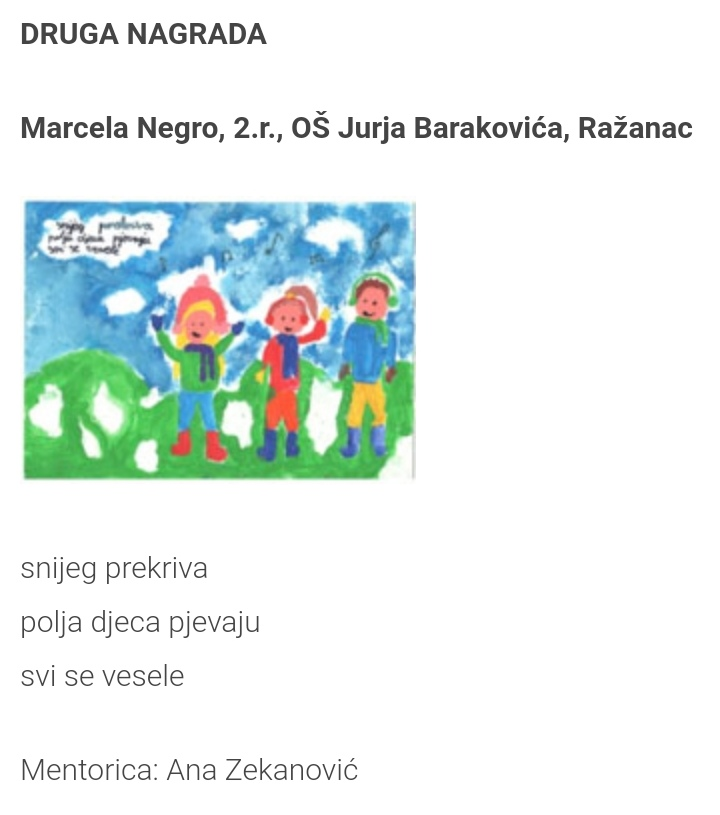 DRUGA NAGRADA
Marcela Negro, 2.r., OŠ Jurja Barakovića, Ražanac
snijeg prekriva
polja djeca pjevaju
svi se vesele
snijeg prekriva
polja djeca pjevaju
svi se vesele
Mentorica: Ana Zekanović